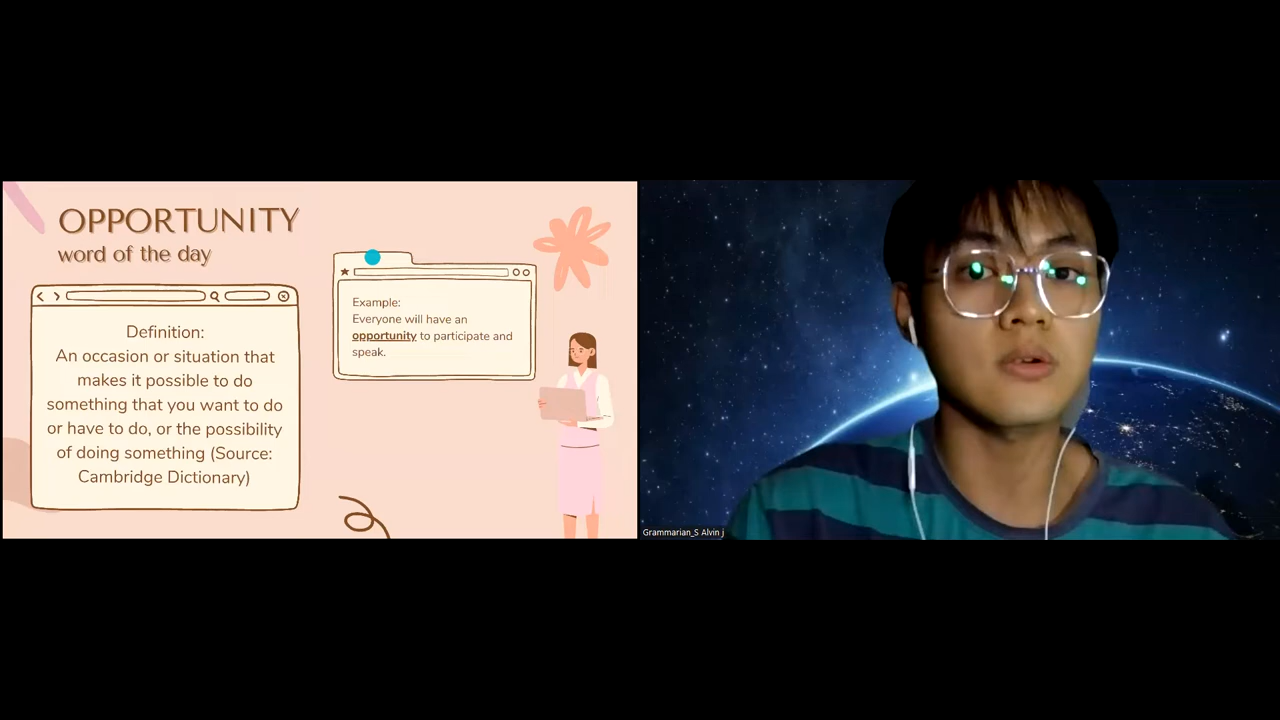 OPPORTUNITY
word of the day
Definition:
An occasion or situation that
makes it possible to do
something that you want to do
or have to do, or the possibility
of doing something (Source:
Cambridge Dictionary)
Example:
Everyone will have an
opportunity to participate and
speak.
Grammarian_S Alvin j